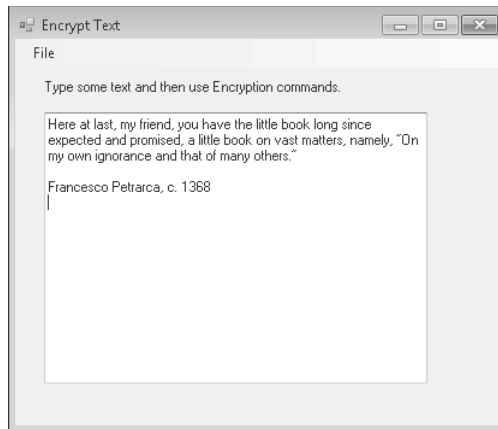 Encrypt Text
File
Type some text and then use Encryption commands.
Here at last, my friend, you have the little book long since
expected and promised, a little book on vast matters, namely, "On
my own ignorance and that of many others."
Francesco Petrarca, c. 1368